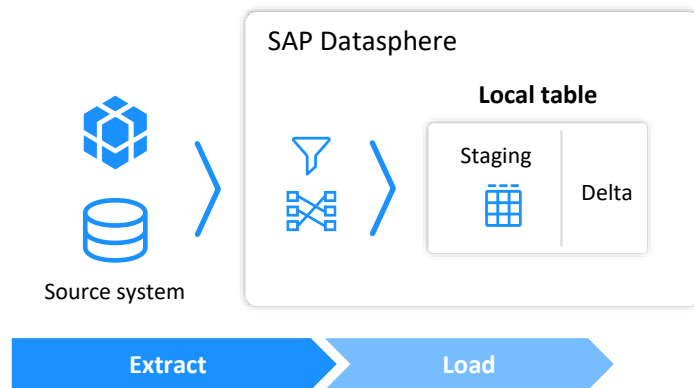 SAP Datasphere
Local table
Staging
Delta
Source system
Extract
Load